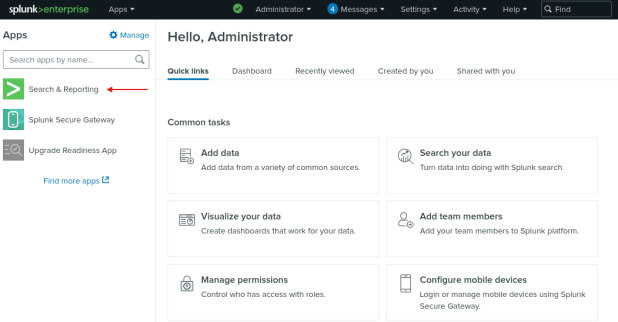 splunk>enterprise Apps ▾ Administrator ▾ 4 Messages ▾ Settings ▾ Activity ▾ Help ▾ Find
Apps
Manage
Search apps by name...
Search & Reporting
Splunk Secure Gateway
Upgrade Readiness App
Find more apps
Hello, Administrator
Quick links Dashboard Recently viewed Created by you Shared with you
Common tasks
Add data
Add data from a variety of common sources.
Search your data
Turn data into doing with Splunk search.
Visualize your data
Create dashboards that work for your data.
Add team members
Add your team members to Splunk platform.
Manage permissions
Control who has access with roles.
Configure mobile devices
Login or manage mobile devices using Splunk
Secure Gateway.